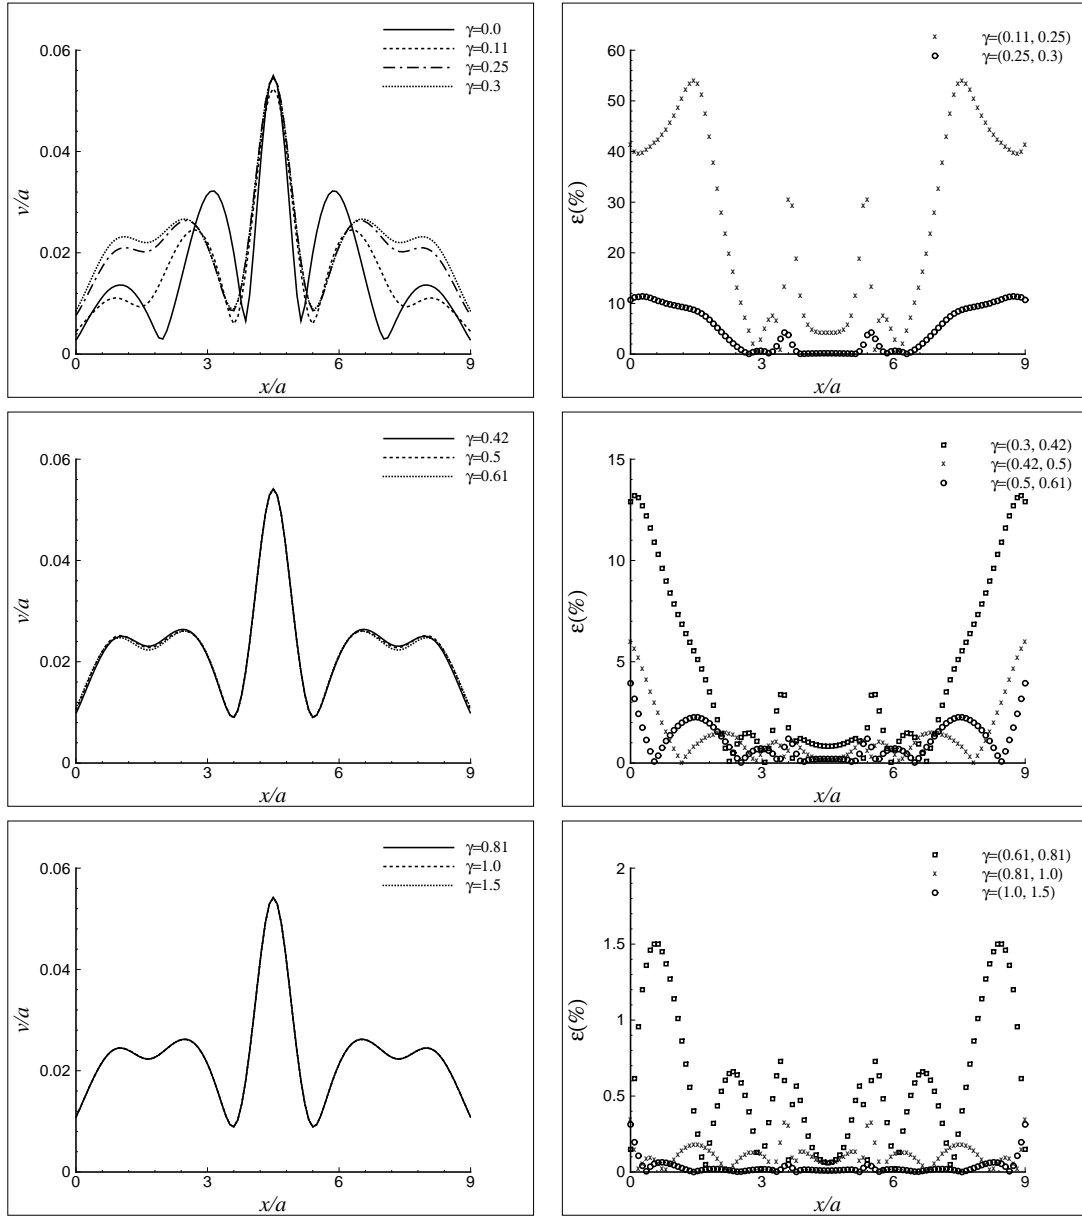 γ=0.0
γ=0.11
γ=0.25
γ=0.3
0.06
0.04
0.02
0
v/a
0
3
6
9
x/a
γ=(0.11, 0.25)
γ=(0.25, 0.3)
60
50
40
30
20
10
0
ε(%)
0
3
6
9
x/a
γ=0.42
γ=0.5
γ=0.61
0.06
0.04
0.02
0
v/a
0
3
6
9
x/a
γ=(0.3, 0.42)
γ=(0.42, 0.5)
γ=(0.5, 0.61)
15
10
5
0
ε(%)
0
3
6
9
x/a
γ=0.81
γ=1.0
γ=1.5
0.06
0.04
0.02
0
v/a
0
3
6
9
x/a
γ=(0.61, 0.81)
γ=(0.81, 1.0)
γ=(1.0, 1.5)
2
1.5
1
0.5
0
ε(%)
0
3
6
9
x/a